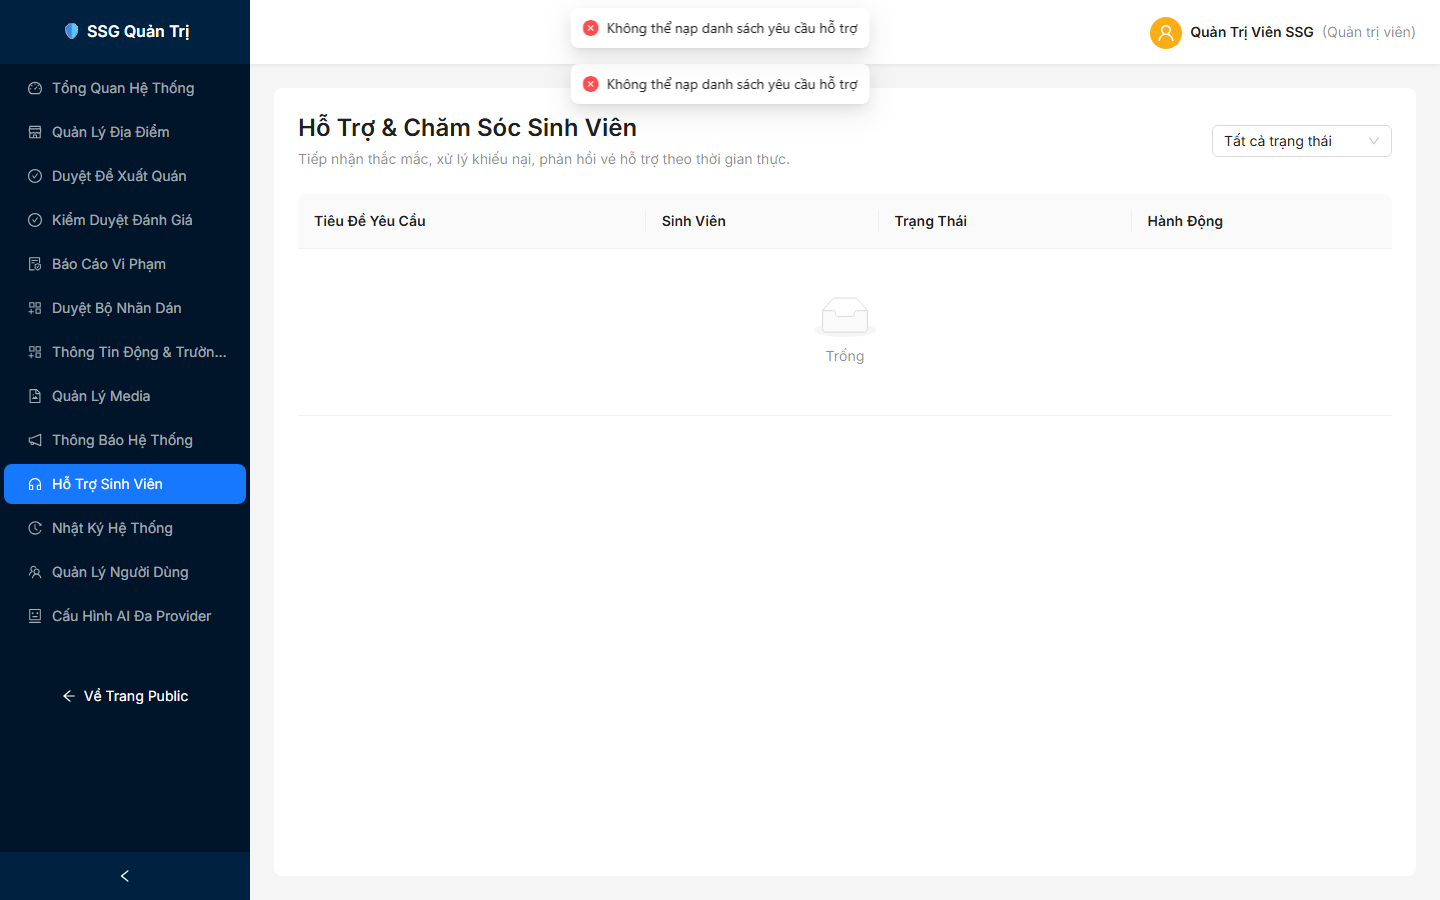 SSG Quản Trị
Tổng Quan Hệ Thống
Quản Lý Địa Điểm
Duyệt Đề Xuất Quán
Kiểm Duyệt Đánh Giá
Báo Cáo Vi Phạm
Duyệt Bộ Nhãn Dán
Thông Tin Động & Trườn...
Quản Lý Media
Thông Báo Hệ Thống
Hỗ Trợ Sinh Viên
Nhật Ký Hệ Thống
Quản Lý Người Dùng
Cấu Hình AI Đa Provider
Về Trang Public
Không thể nạp danh sách yêu cầu hỗ trợ
Không thể nạp danh sách yêu cầu hỗ trợ
Quản Trị Viên SSG (Quản trị viên)
Hỗ Trợ & Chăm Sóc Sinh Viên
Tiếp nhận thắc mắc, xử lý khiếu nại, phản hồi vé hỗ trợ theo thời gian thực.
Tất cả trạng thái
Tiêu Đề Yêu Cầu Sinh Viên Trạng Thái Hành Động
Trống